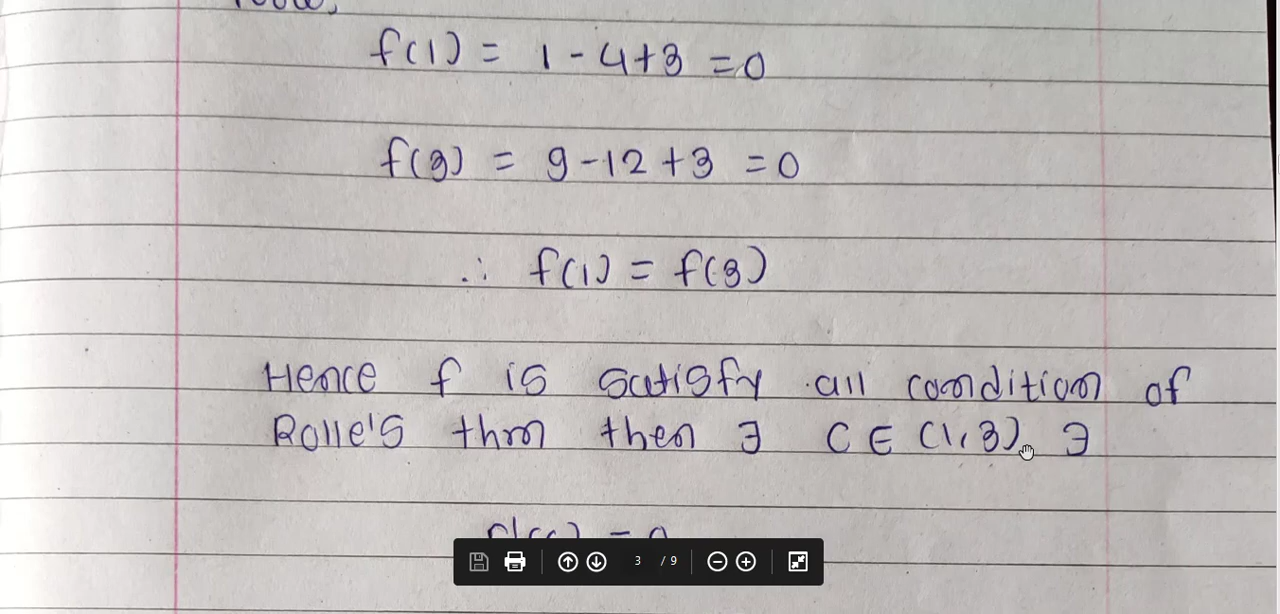 f(1) = 1 - 4 + 3 = 0
f(3) = 9 - 12 + 3 = 0
∴ f(1) = f(3)
Hence f is satisfy all condition of
Rolle's thm then ∃ C ∈ (1, 3) ∋
3 / 9